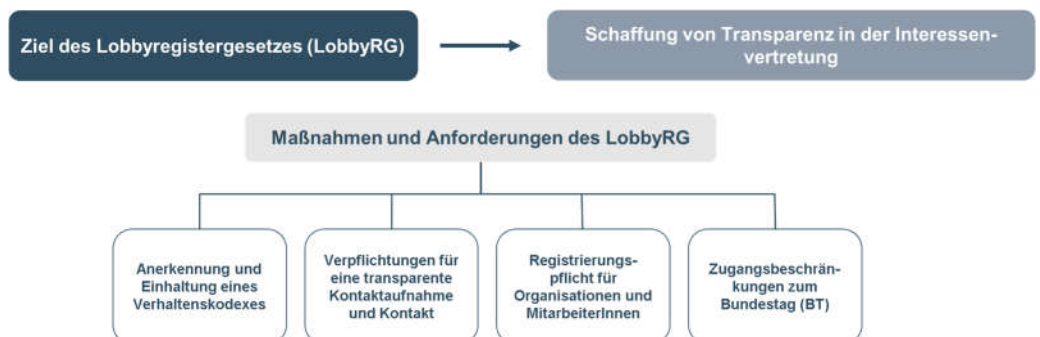 Ziel des Lobbyregistergesetzes (LobbyRG)
Schaffung von Transparenz in der Interessen-
vertretung
Maßnahmen und Anforderungen des LobbyRG
Anerkennung und
Einhaltung eines
Verhaltenskodexes
Verpflichtungen für
eine transparente
Kontaktaufnahme
und Kontakt
Registrierungs-
pflicht für
Organisationen und
MitarbeiterInnen
Zugangsbeschrän-
kungen zum
Bundestag (BT)